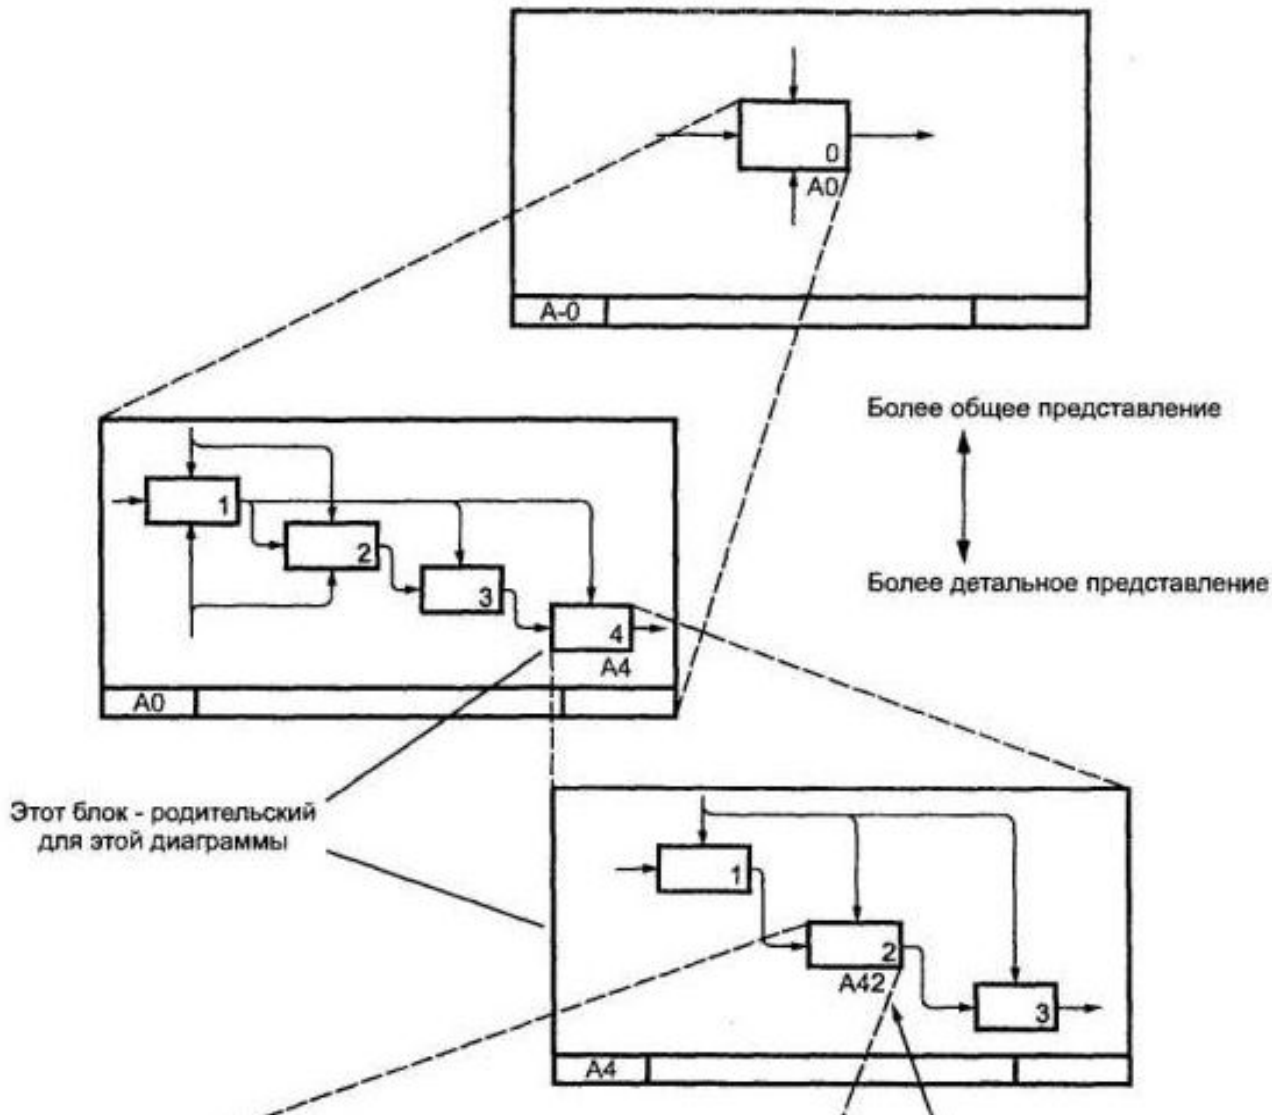 0
A0
A-0
Более общее представление
Более детальное представление
1
2
3
4
A4
A0
Этот блок - родительский
для этой диаграммы
1
2
A42
3
A4